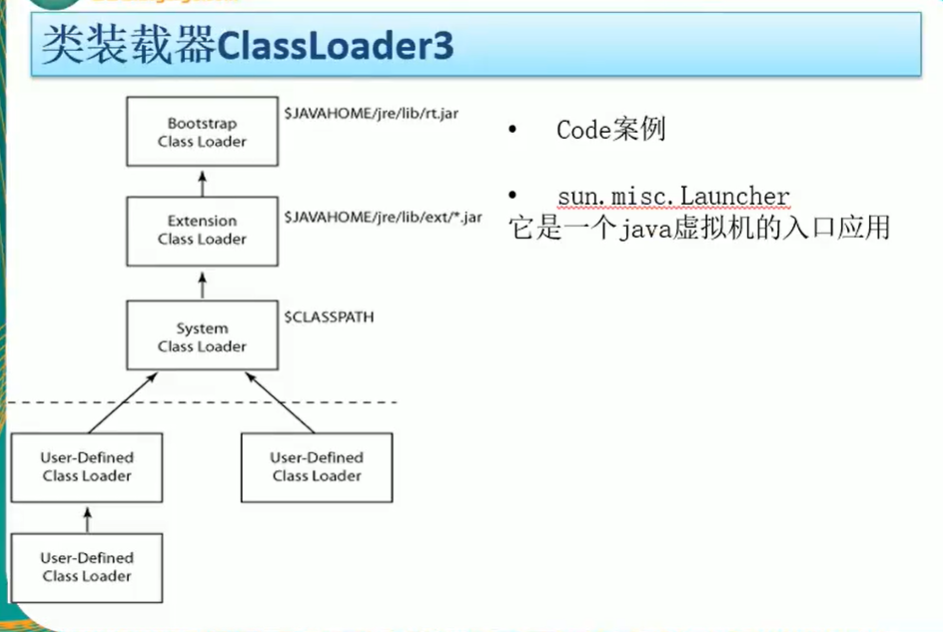 类装载器ClassLoader3
Bootstrap
Class Loader
$JAVAHOME/jre/lib/rt.jar
Extension
Class Loader
$JAVAHOME/jre/lib/ext/*.jar
System
Class Loader
$CLASSPATH
User-Defined
Class Loader
User-Defined
Class Loader
User-Defined
Class Loader
• Code案例
• sun.misc.Launcher
它是一个java虚拟机的入口应用